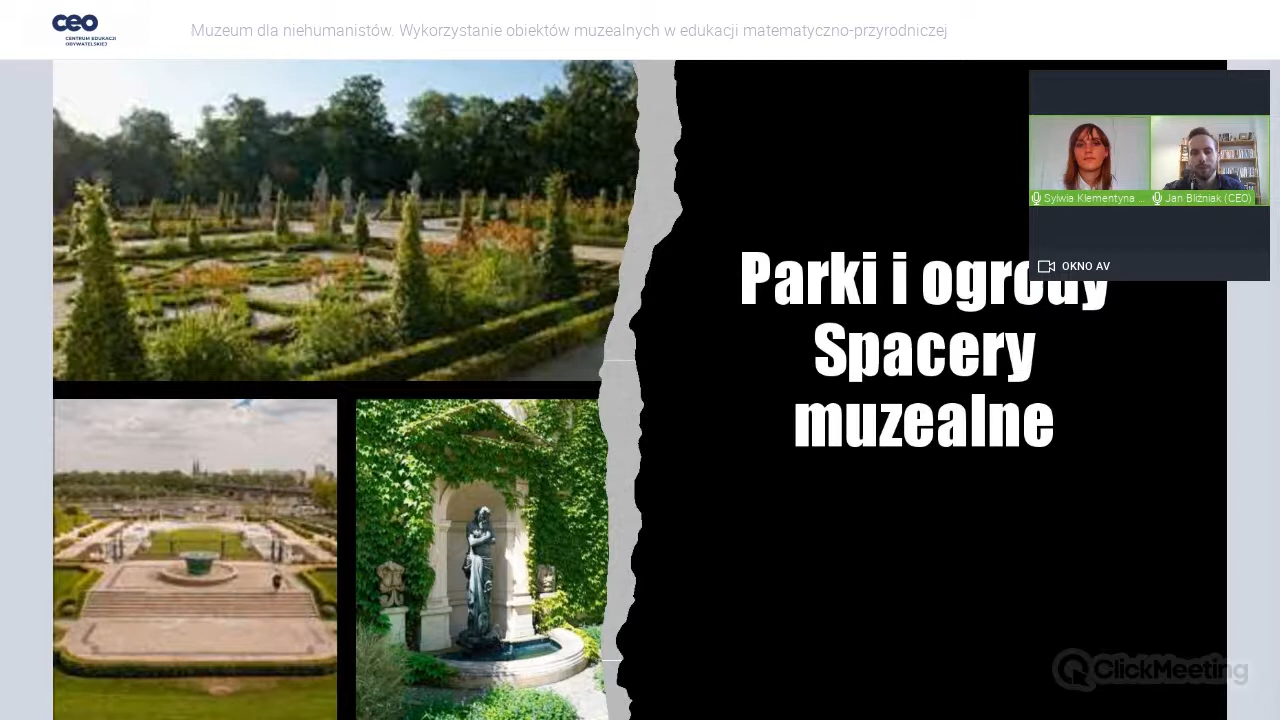 ceo
CENTRUM EDUKACJI
OBYWATELSKIEJ
Muzeum dla niehumanistów. Wykorzystanie obiektów muzealnych w edukacji matematyczno-przyrodniczej
Sylwia Klementyna ...
Jan Bliźniak (CEO)
OKNO AV
Parki i ogrody
Spacery
muzealne
ClickMeeting